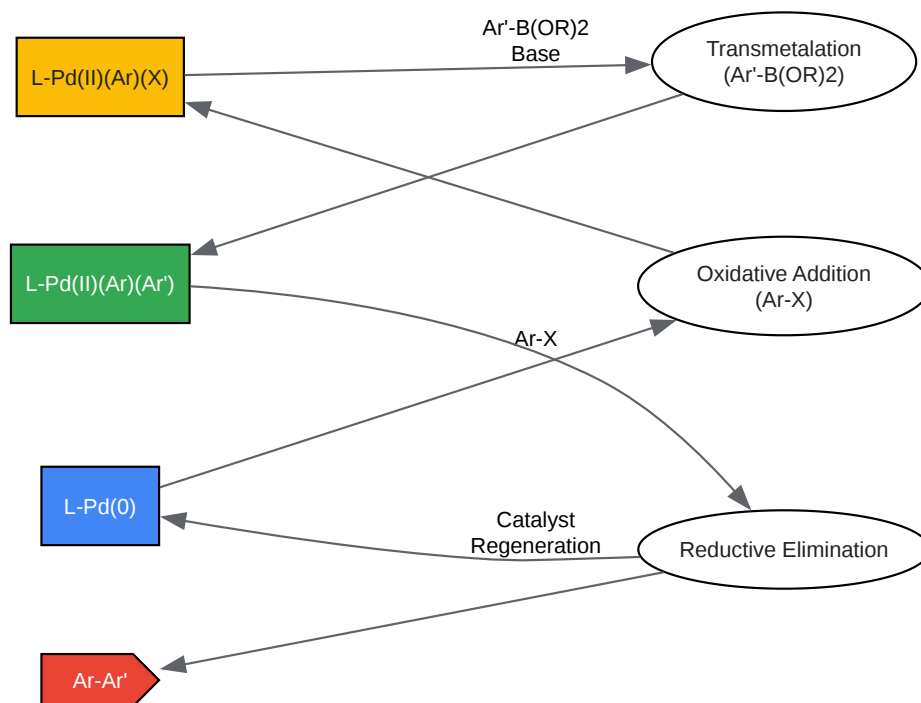 Ar'-B(OR)2
Base
Transmetalation
(Ar'-B(OR)2)
L-Pd(II)(Ar)(X)
L-Pd(II)(Ar)(Ar')
Oxidative Addition
(Ar-X)
Ar-X
L-Pd(0)
Catalyst
Regeneration
Reductive Elimination
Ar-Ar'